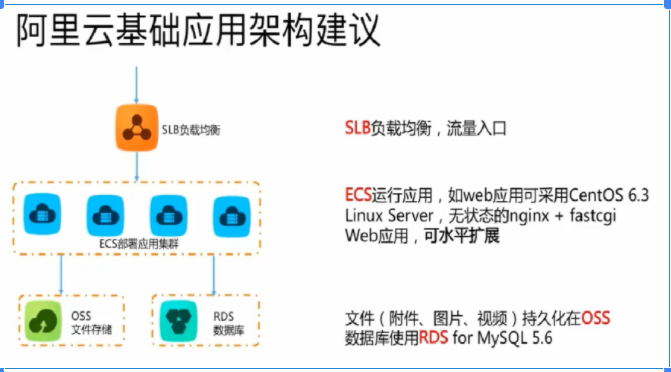 阿里云基础应用架构建议
SLB负载均衡
SLB负载均衡，流量入口
ECS运行应用，如web应用可采用CentOS 6.3
Linux Server，无状态的nginx + fastcgi
Web应用，可水平扩展
ECS部署应用集群
OSS
文件存储
RDS
数据库
文件（附件、图片、视频）持久化在OSS
数据库使用RDS for MySQL 5.6